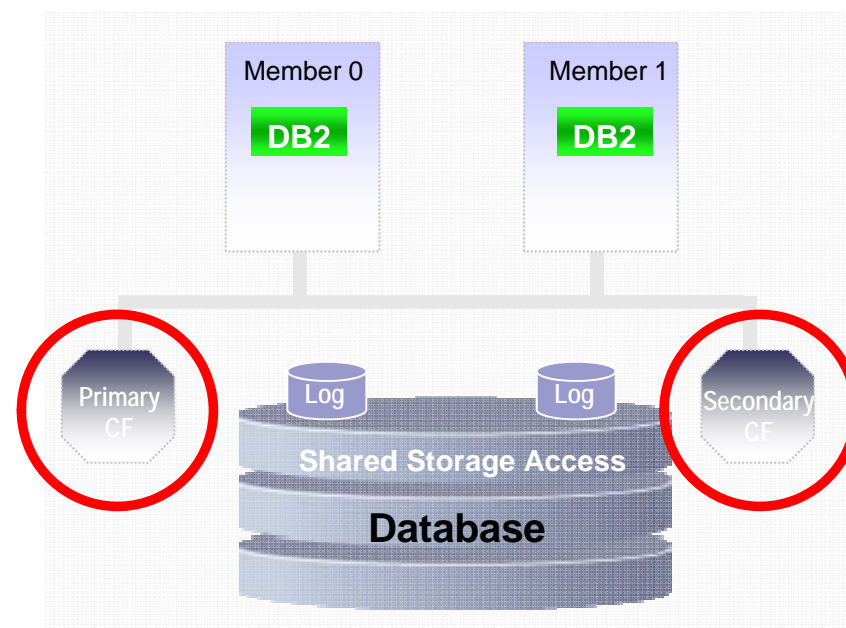 Member 0
Member 1
DB2
DB2
Primary
CF
Log
Log
Secondary
CF
Shared Storage Access
Database